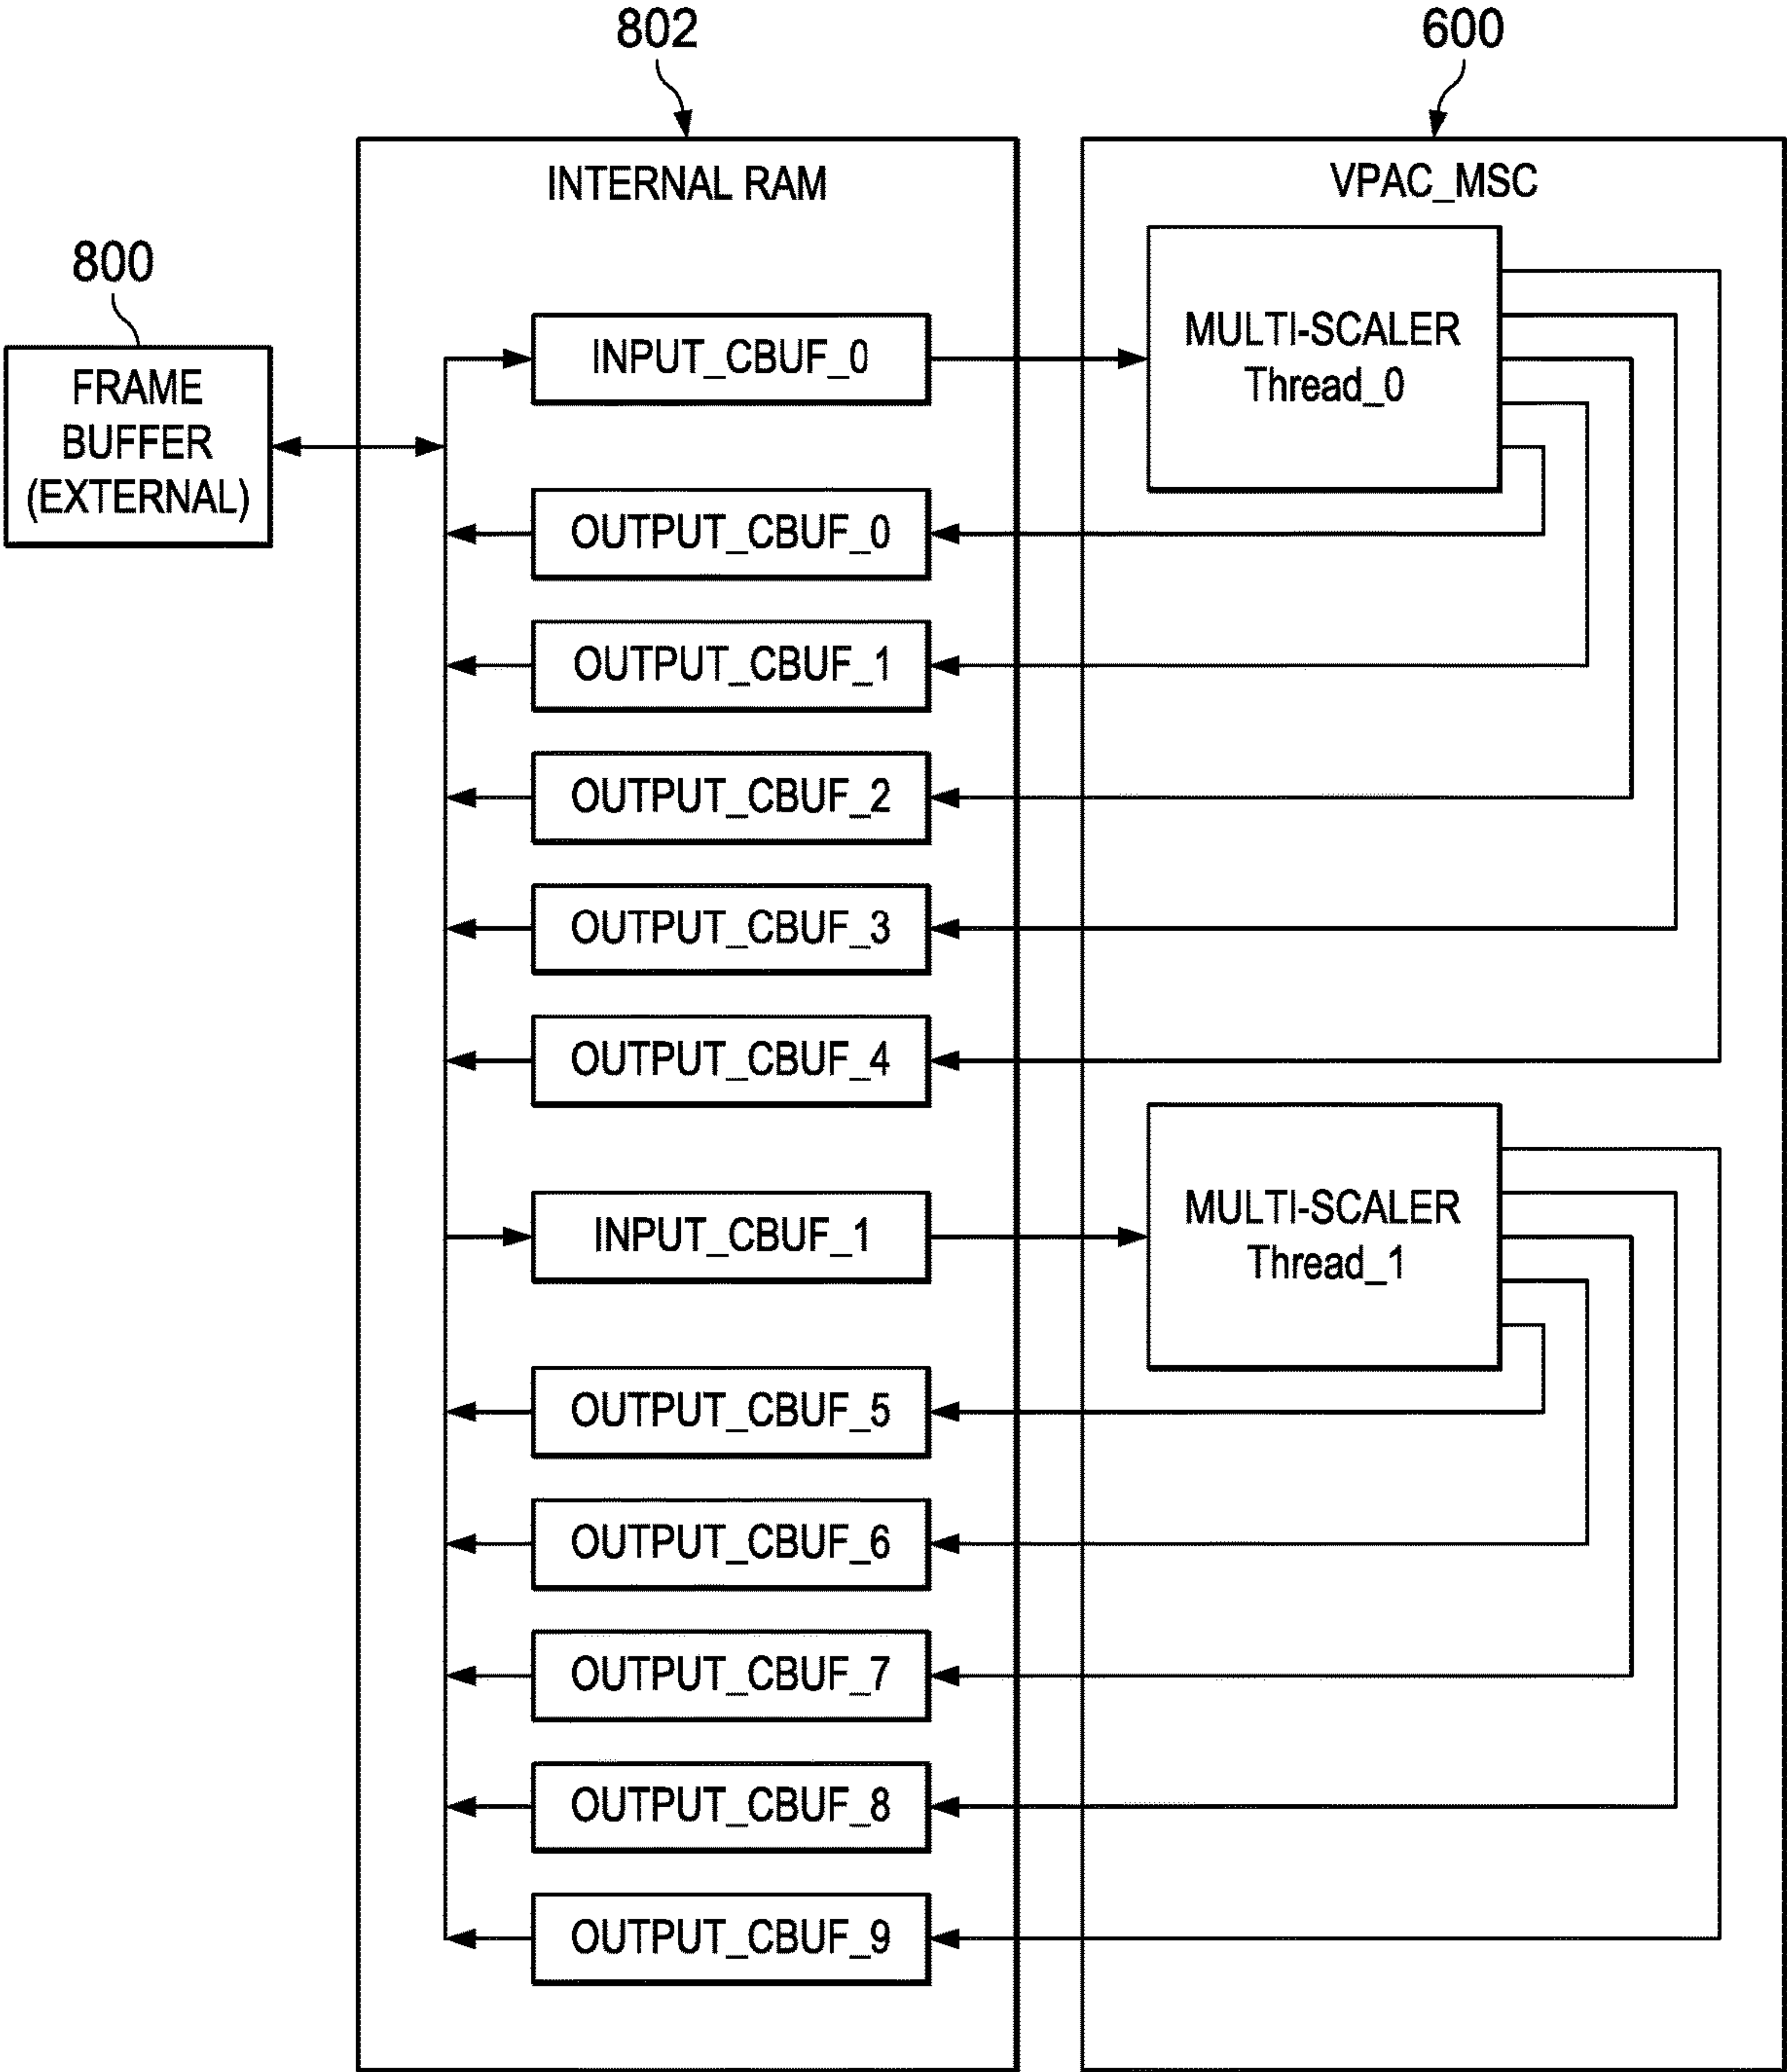 802
600
INTERNAL RAM
VPAC_MSC
800
FRAME
BUFFER
(EXTERNAL)
INPUT_CBUF_0
MULTI-SCALER
Thread_0
OUTPUT_CBUF_0
OUTPUT_CBUF_1
OUTPUT_CBUF_2
OUTPUT_CBUF_3
OUTPUT_CBUF_4
INPUT_CBUF_1
MULTI-SCALER
Thread_1
OUTPUT_CBUF_5
OUTPUT_CBUF_6
OUTPUT_CBUF_7
OUTPUT_CBUF_8
OUTPUT_CBUF_9